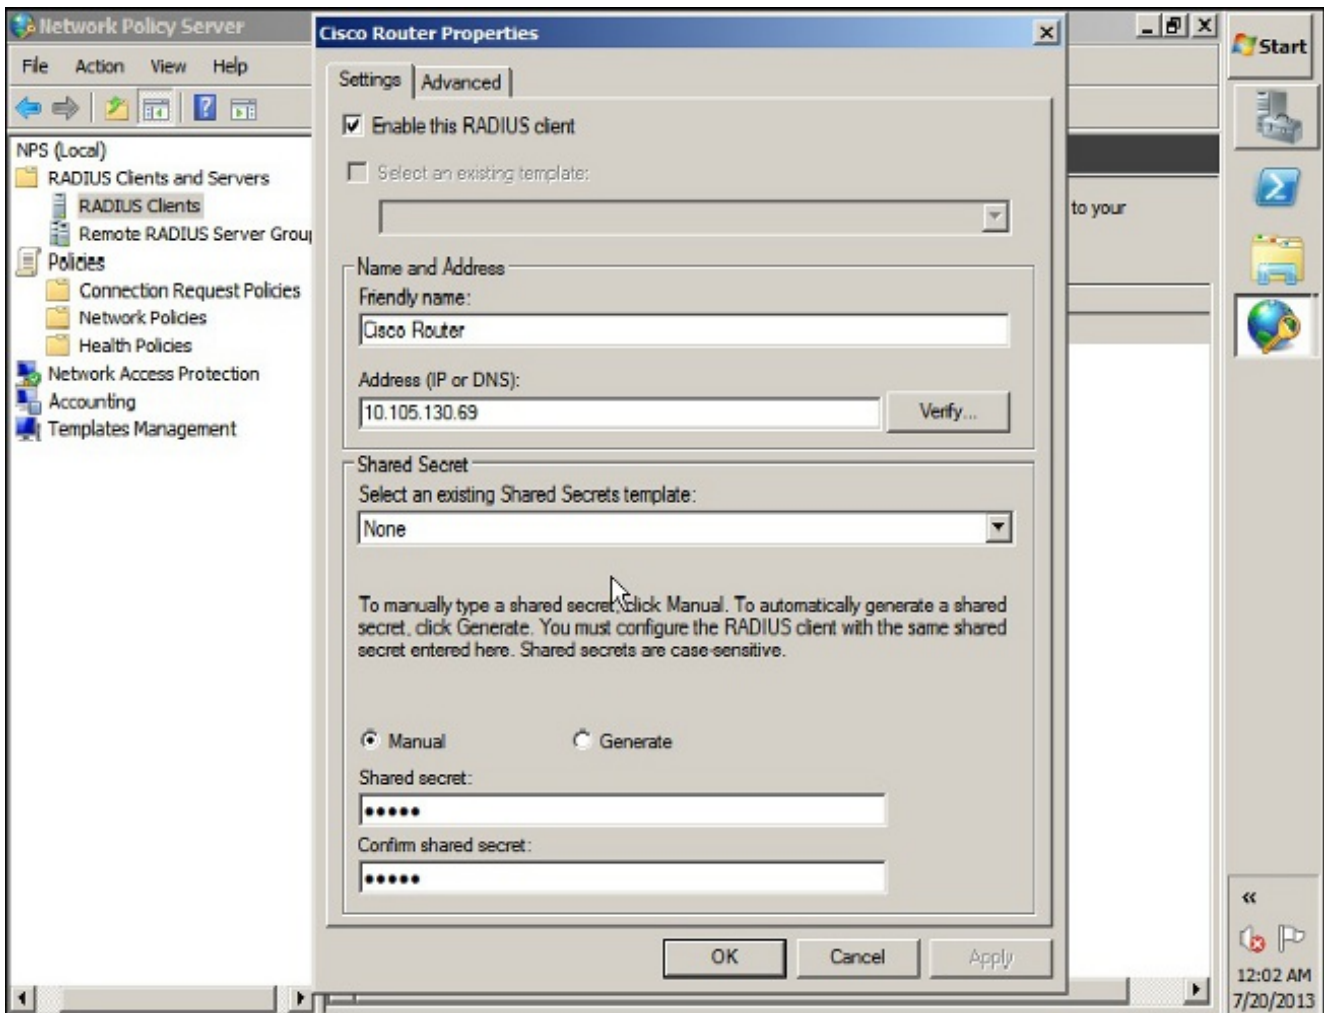 Network Policy Server
File Action View Help
NPS (Local)
RADIUS Clients and Servers
RADIUS Clients
Remote RADIUS Server Grou
Policies
Connection Request Policies
Network Policies
Health Policies
Network Access Protection
Accounting
Templates Management
Cisco Router Properties
Settings Advanced
Enable this RADIUS client
Select an existing template:
Name and Address
Friendly name:
Cisco Router
Address (IP or DNS):
10.105.130.69 Verify...
Shared Secret
Select an existing Shared Secrets template:
None
To manually type a shared secret, click Manual. To automatically generate a shared
secret, click Generate. You must configure the RADIUS client with the same shared
secret entered here. Shared secrets are case-sensitive.
Manual Generate
Shared secret:
•••••
Confirm shared secret:
•••••
OK Cancel Apply
to your
Start
12:02 AM
7/20/2013